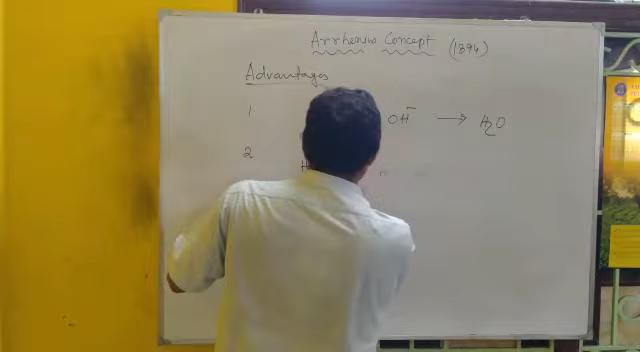 Arrhenius Concept (1894)
Advantages
1. OH⁻ → H₂O
2 H